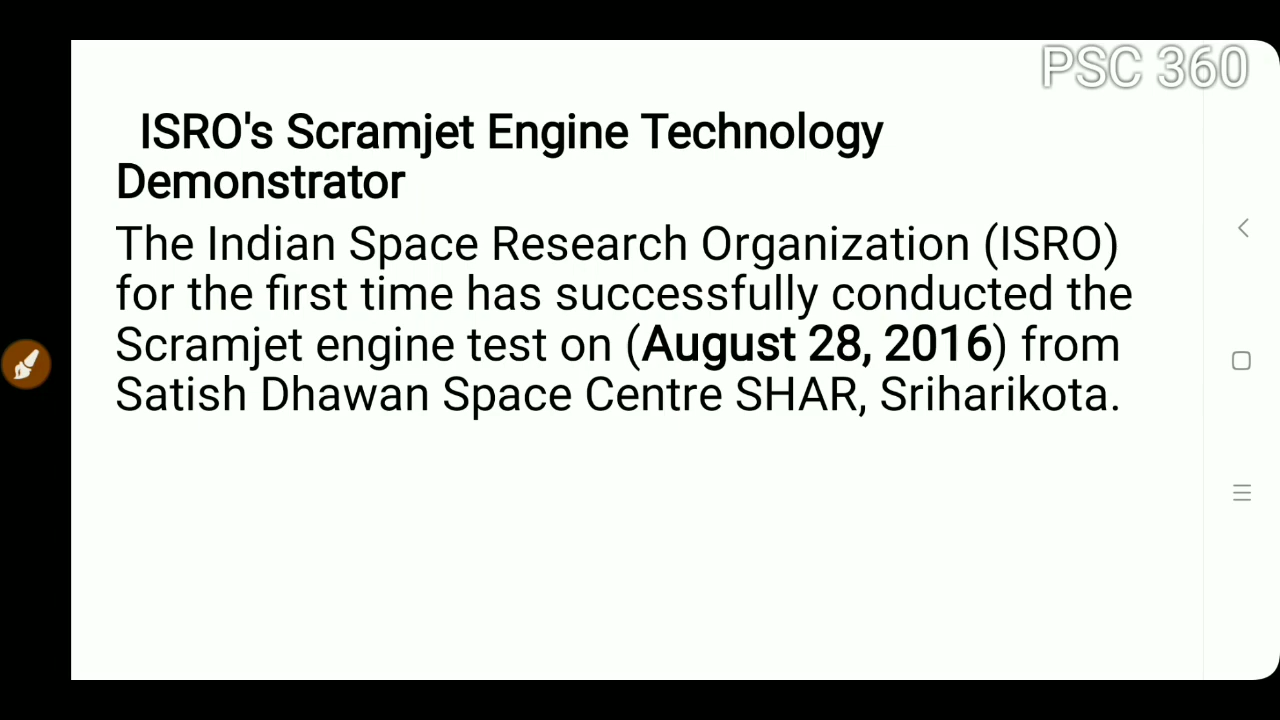 PSC 360
ISRO's Scramjet Engine Technology
Demonstrator
The Indian Space Research Organization (ISRO)
for the first time has successfully conducted the
Scramjet engine test on (August 28, 2016) from
Satish Dhawan Space Centre SHAR, Sriharikota.